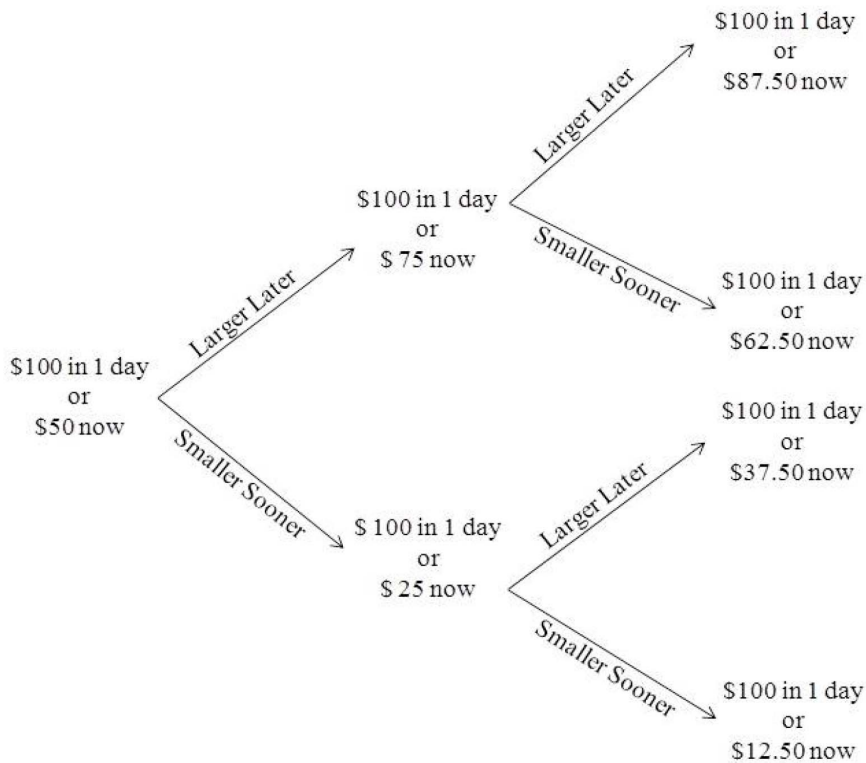 $100 in 1 day
or
$50 now
Larger Later
Smaller Sooner
$100 in 1 day
or
$ 75 now
$ 100 in 1 day
or
$ 25 now
Larger Later
Smaller Sooner
Larger Later
Smaller Sooner
$100 in 1 day
or
$87.50 now
$100 in 1 day
or
$62.50 now
$100 in 1 day
or
$37.50 now
$100 in 1 day
or
$12.50 now